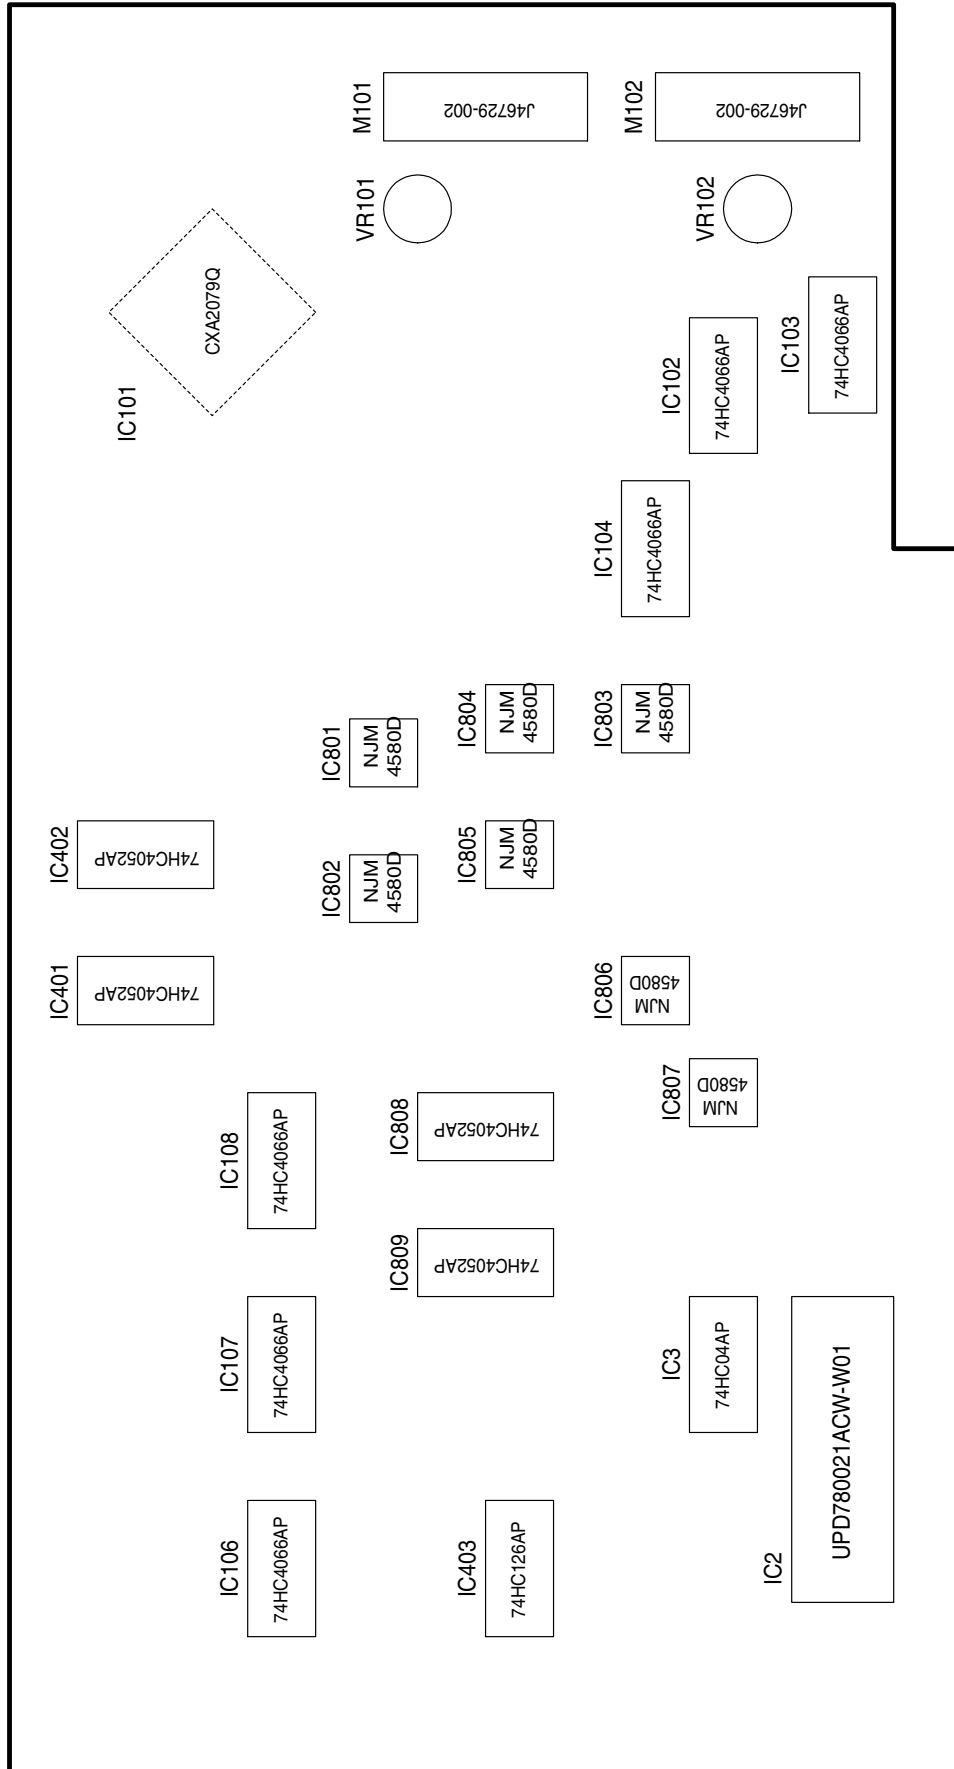 M101
J46729-002
M102
J46729-002
VR101
VR102
IC101
CXA2079Q
IC102
74HC4066AP
IC103
74HC4066AP
IC104
74HC4066AP
IC801
NJM
4580D
IC804
NJM
4580D
IC803
NJM
4580D
IC402
74HC4052AP
IC802
NJM
4580D
IC805
NJM
4580D
IC401
74HC4052AP
IC806
NJM
4580D
IC807
NJM
4580D
IC108
74HC4066AP
IC808
74HC4052AP
IC809
74HC4052AP
IC107
74HC4066AP
IC3
74HC04AP
IC2
UPD780021ACW-W01
IC106
74HC4066AP
IC403
74HC126AP